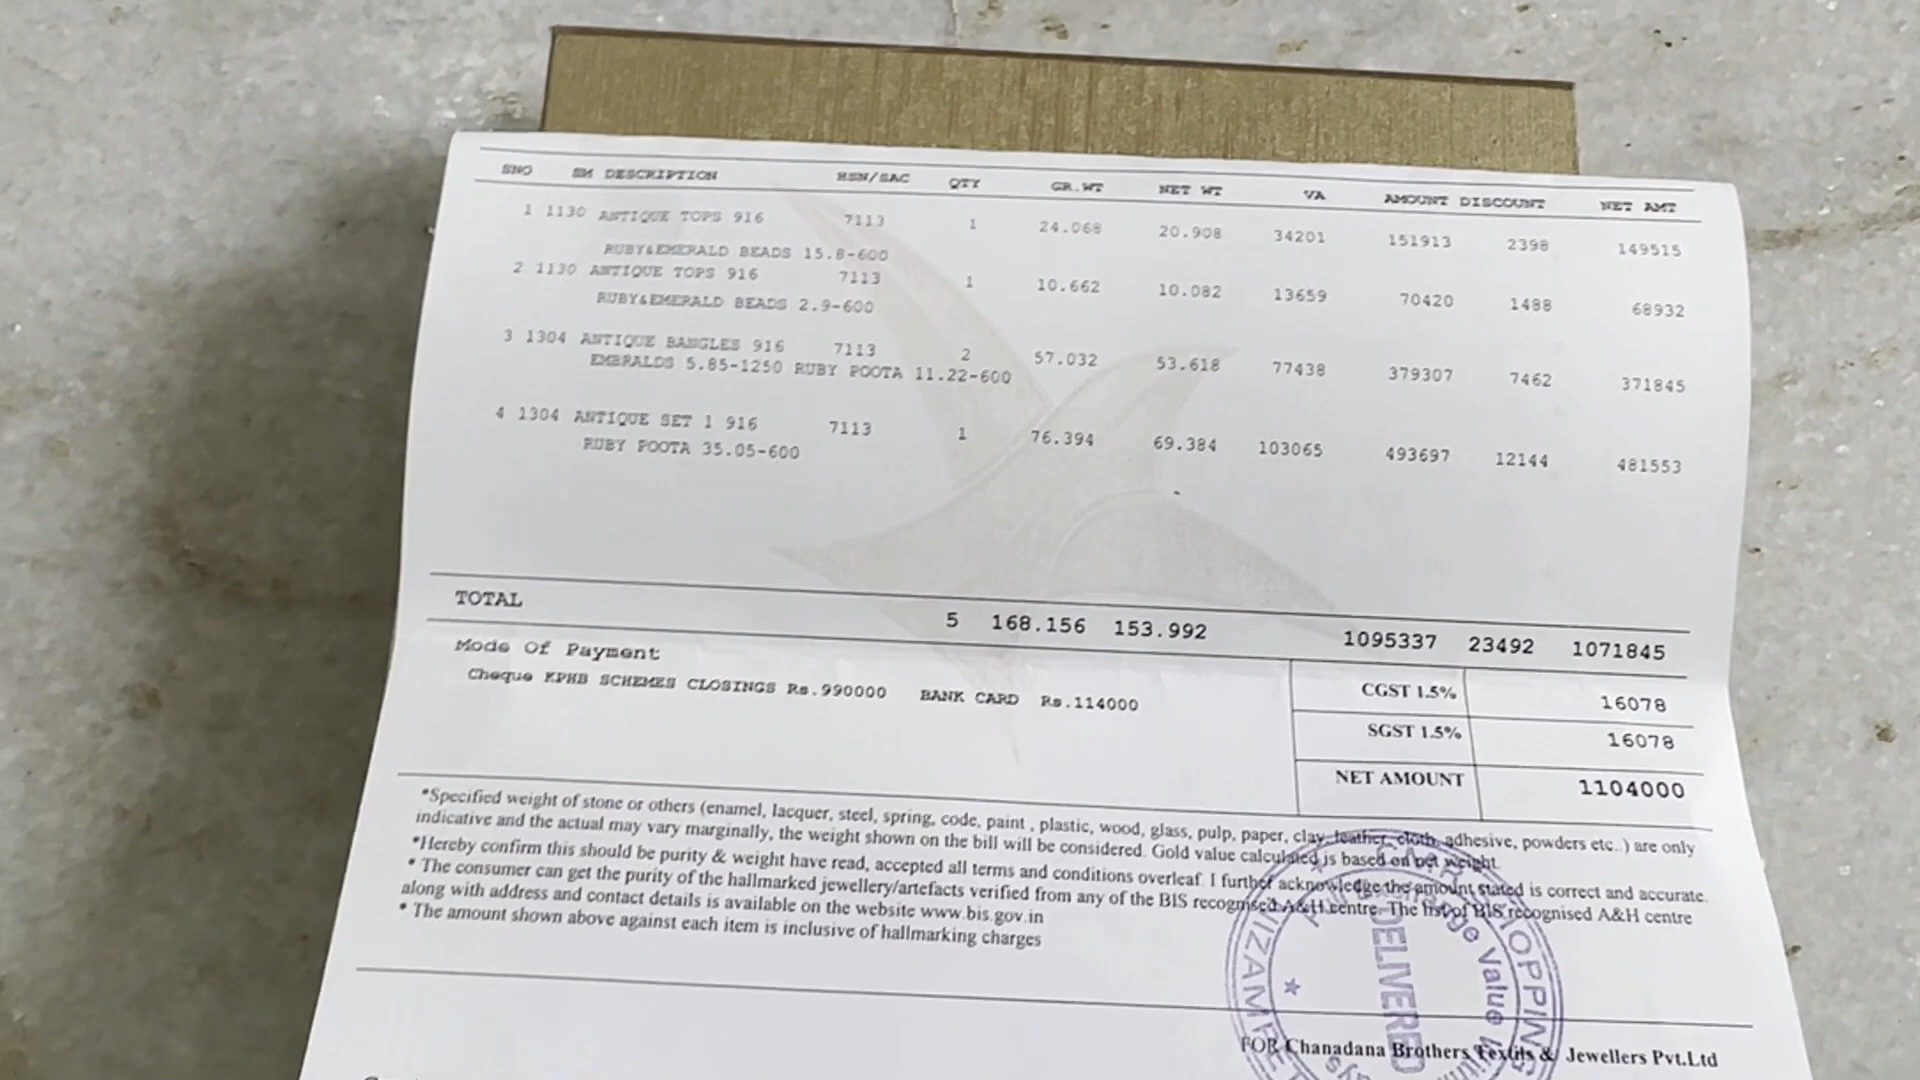 SNO SM DESCRIPTION HSN/SAC QTY GR.WT NET WT VA AMOUNT DISCOUNT NET AMT
1 1130 ANTIQUE TOPS 916 7113 1 24.068 20.908 34201 151913 2398 149515
RUBY&EMERALD BEADS 15.8-600
2 1130 ANTIQUE TOPS 916 7113 1 10.662 10.082 13659 70420 1488 68932
RUBY&EMERALD BEADS 2.9-600
3 1304 ANTIQUE BANGLES 916 7113 2 57.032 53.618 77438 379307 7462 371845
EMERALDS 5.85-1250 RUBY POOTA 11.22-600
4 1304 ANTIQUE SET 1 916 7113 1 76.394 69.384 103065 493697 12144 481553
RUBY POOTA 35.05-600
TOTAL 5 168.156 153.992 1095337 23492 1071845
Mode Of Payment
Cheque KPHB SCHEMES CLOSINGS Rs.990000 BANK CARD Rs.114000
CGST 1.5% 16078
SGST 1.5% 16078
NET AMOUNT 1104000
*Specified weight of stone or others (enamel, lacquer, steel, spring, code, paint , plastic, wood, glass, pulp, paper, clay, leather, cloth, adhesive, powders etc..) are only
indicative and the actual may vary marginally, the weight shown on the bill will be considered. Gold value calculated is based on net weight.
*Hereby confirm this should be purity & weight have read, accepted all terms and conditions overleaf. I further acknowledge the amount stated is correct and accurate.
* The consumer can get the purity of the hallmarked jewellery/artefacts verified from any of the BIS recognised A&H centre. The list of BIS recognised A&H centre
along with address and contact details is available on the website www.bis.gov.in
* The amount shown above against each item is inclusive of hallmarking charges
DELIVERED
FOR Chanadana Brothers Textils & Jewellers Pvt.Ltd